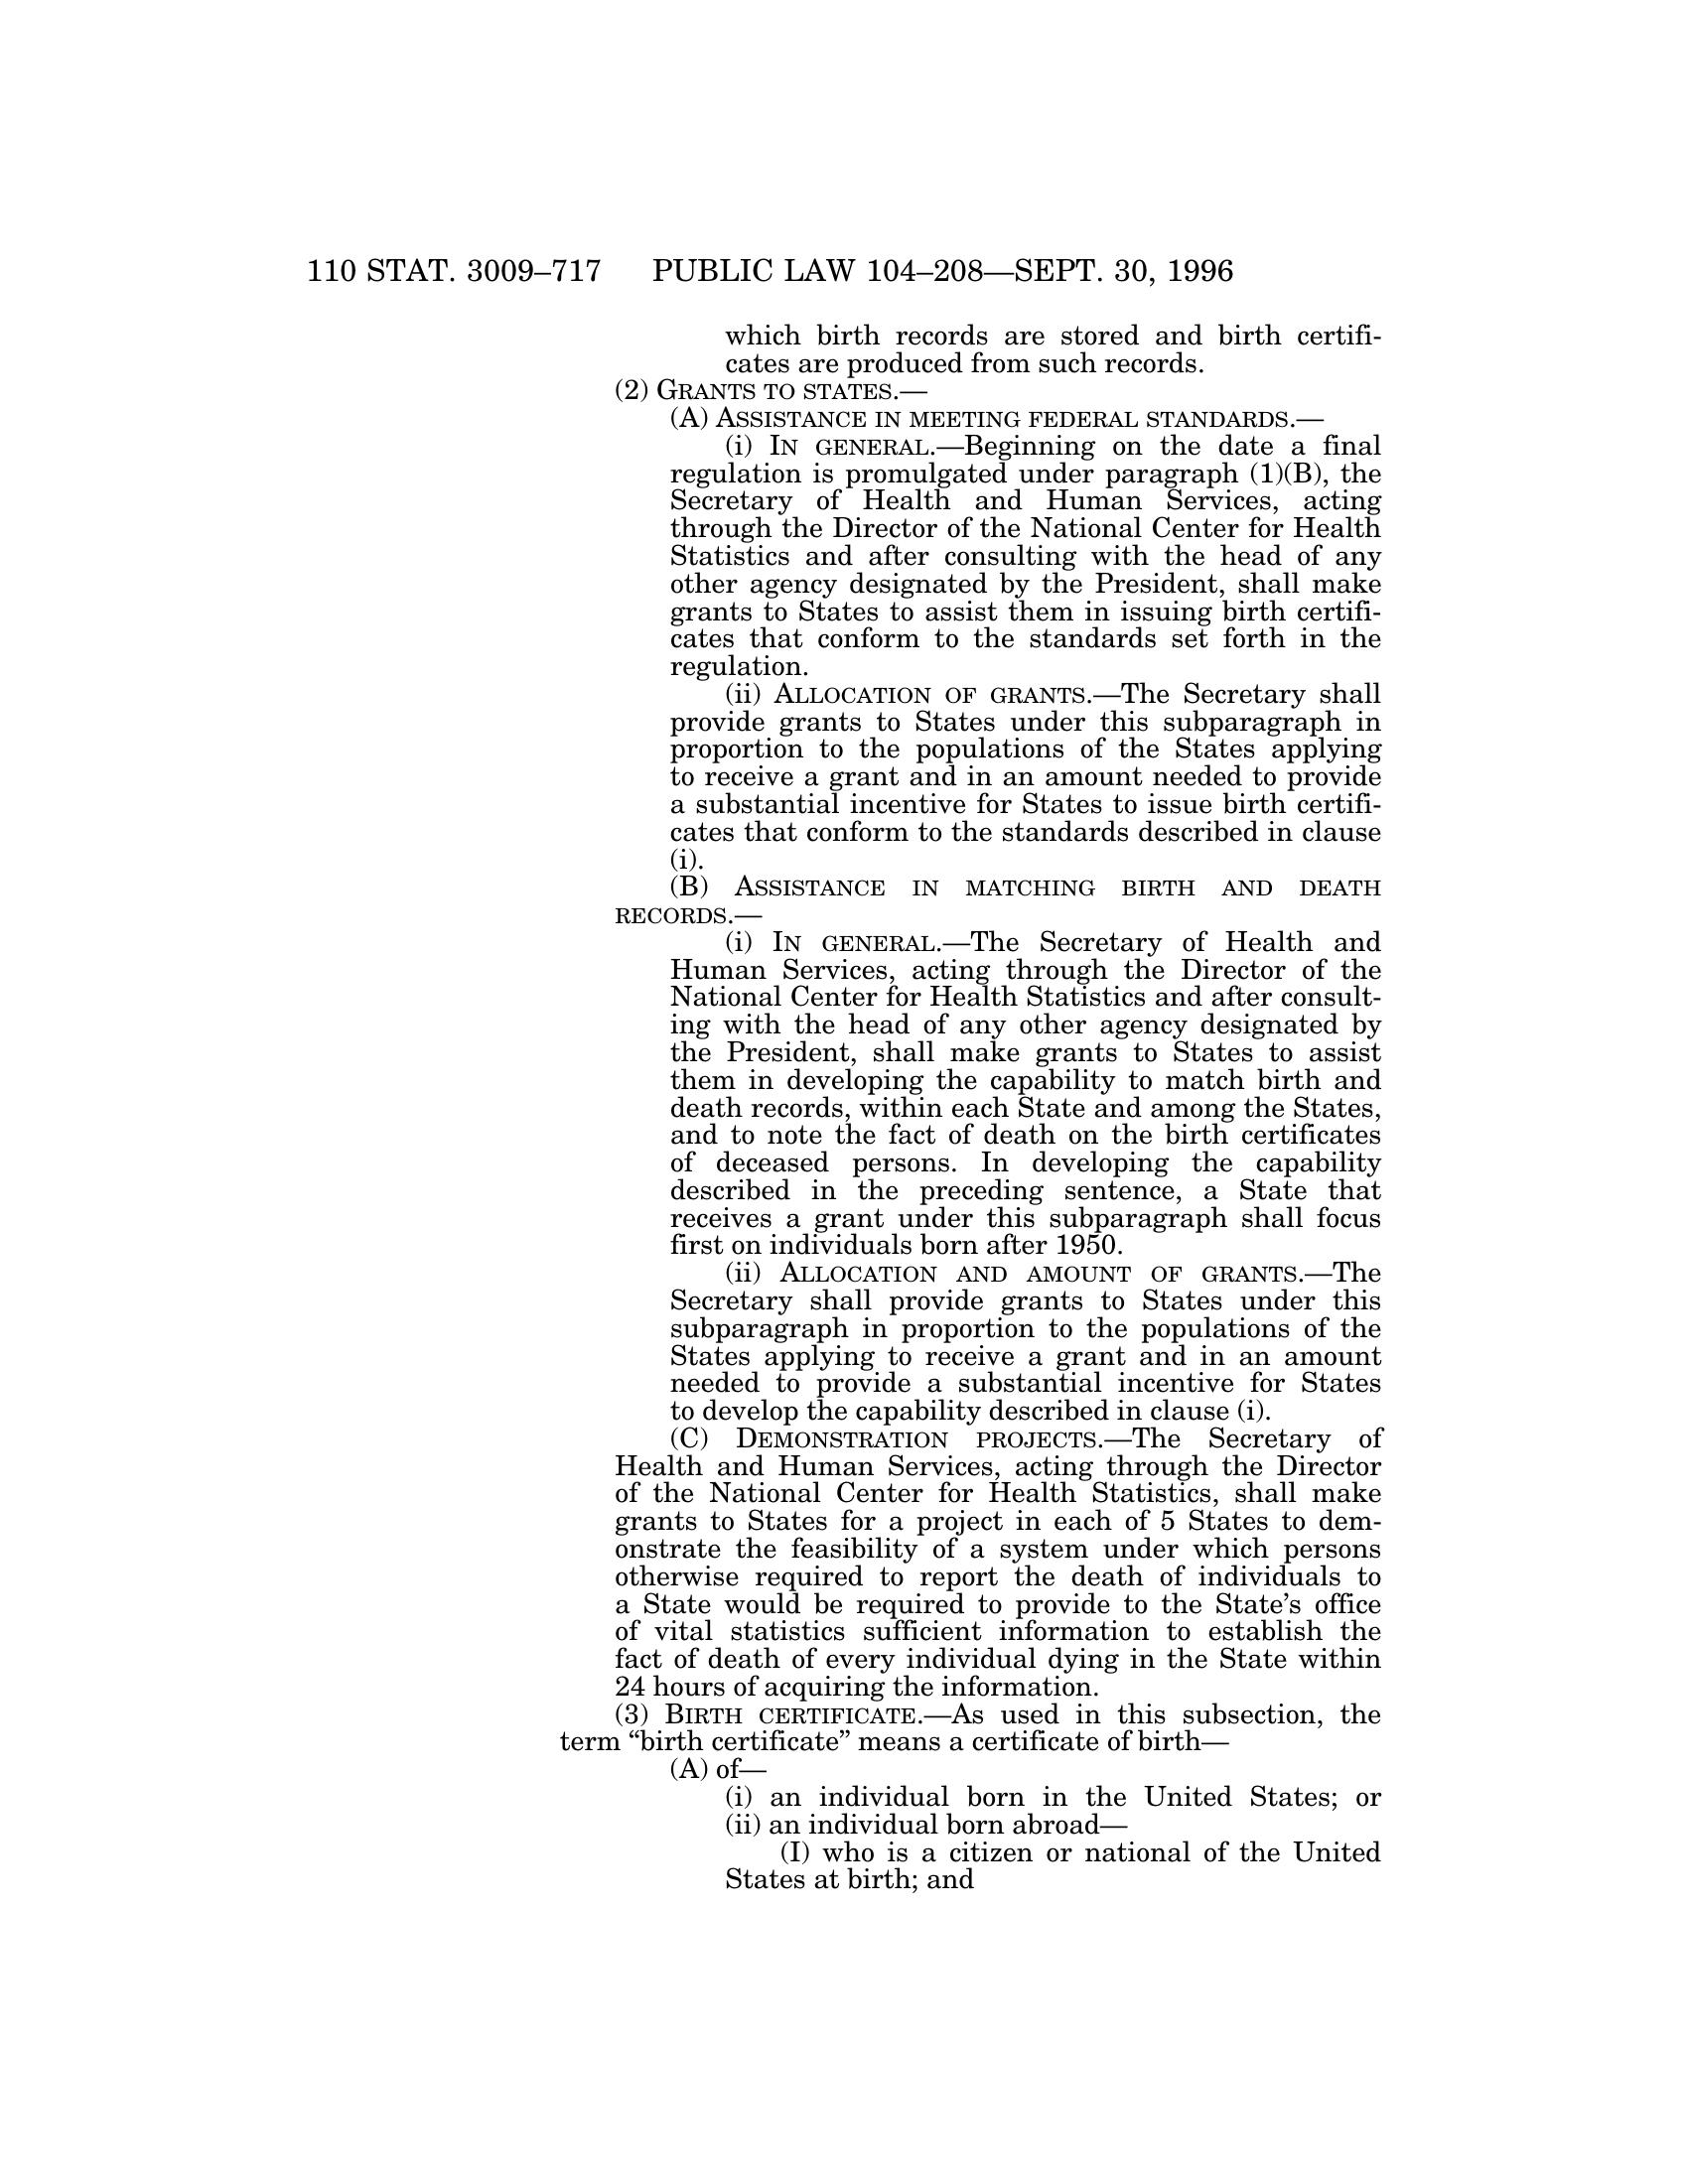 110 STAT. 3009–717 PUBLIC LAW 104–208—SEPT. 30, 1996
which birth records are stored and birth certifi-
cates are produced from such records.
(2) GRANTS TO STATES.—
(A) ASSISTANCE IN MEETING FEDERAL STANDARDS.—
(i) IN GENERAL.—Beginning on the date a final
regulation is promulgated under paragraph (1)(B), the
Secretary of Health and Human Services, acting
through the Director of the National Center for Health
Statistics and after consulting with the head of any
other agency designated by the President, shall make
grants to States to assist them in issuing birth certifi-
cates that conform to the standards set forth in the
regulation.
(ii) ALLOCATION OF GRANTS.—The Secretary shall
provide grants to States under this subparagraph in
proportion to the populations of the States applying
to receive a grant and in an amount needed to provide
a substantial incentive for States to issue birth certifi-
cates that conform to the standards described in clause
(i).
(B) ASSISTANCE IN MATCHING BIRTH AND DEATH
RECORDS.—
(i) IN GENERAL.—The Secretary of Health and
Human Services, acting through the Director of the
National Center for Health Statistics and after consult-
ing with the head of any other agency designated by
the President, shall make grants to States to assist
them in developing the capability to match birth and
death records, within each State and among the States,
and to note the fact of death on the birth certificates
of deceased persons. In developing the capability
described in the preceding sentence, a State that
receives a grant under this subparagraph shall focus
first on individuals born after 1950.
(ii) ALLOCATION AND AMOUNT OF GRANTS.—The
Secretary shall provide grants to States under this
subparagraph in proportion to the populations of the
States applying to receive a grant and in an amount
needed to provide a substantial incentive for States
to develop the capability described in clause (i).
(C) DEMONSTRATION PROJECTS.—The Secretary of
Health and Human Services, acting through the Director
of the National Center for Health Statistics, shall make
grants to States for a project in each of 5 States to dem-
onstrate the feasibility of a system under which persons
otherwise required to report the death of individuals to
a State would be required to provide to the State’s office
of vital statistics sufficient information to establish the
fact of death of every individual dying in the State within
24 hours of acquiring the information.
(3) BIRTH CERTIFICATE.—As used in this subsection, the
term “birth certificate” means a certificate of birth—
(A) of—
(i) an individual born in the United States; or
(ii) an individual born abroad—
(I) who is a citizen or national of the United
States at birth; and